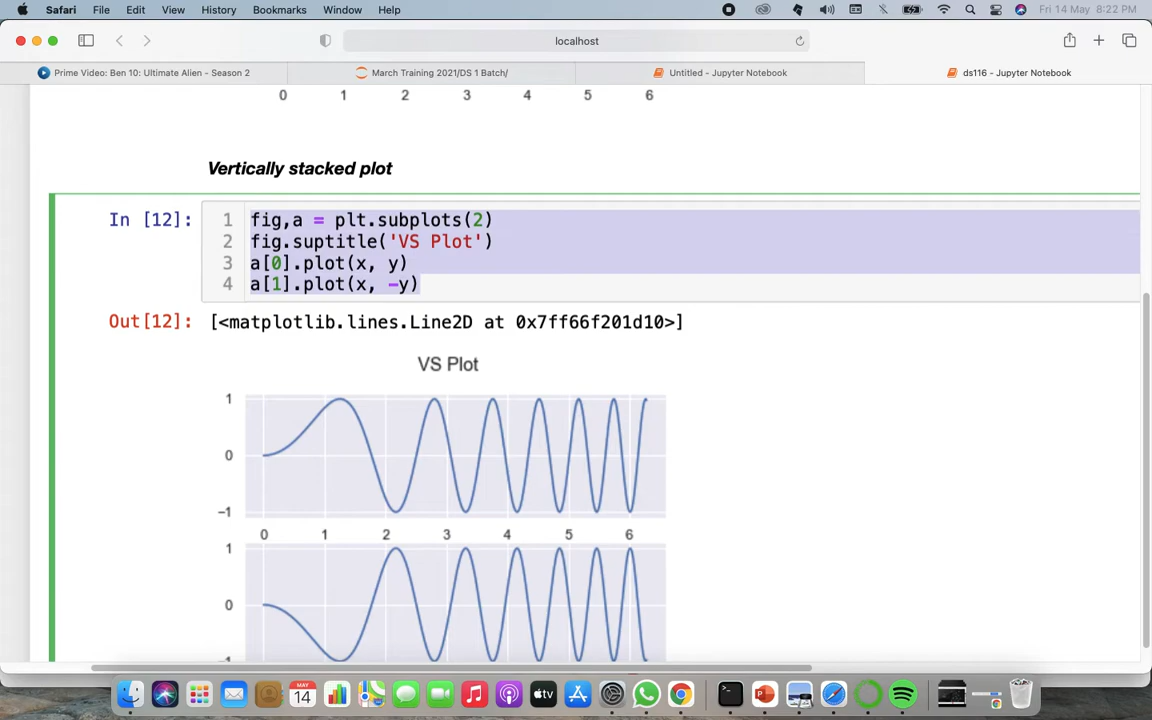 Safari File Edit View History Bookmarks Window Help Fri 14 May 8:22 PM
localhost
Prime Video: Ben 10: Ultimate Alien - Season 2
March Training 2021/DS 1 Batch/
Untitled - Jupyter Notebook
ds116 - Jupyter Notebook
0 1 2 3 4 5 6
Vertically stacked plot
In [12]:
1 fig,a = plt.subplots(2)
2 fig.suptitle('VS Plot')
3 a[0].plot(x, y)
4 a[1].plot(x, -y)
Out[12]: [<matplotlib.lines.Line2D at 0x7ff66f201d10>]
VS Plot
1
0
-1
0 1 2 3 4 5 6
1
0
-1
MAY
14
tv